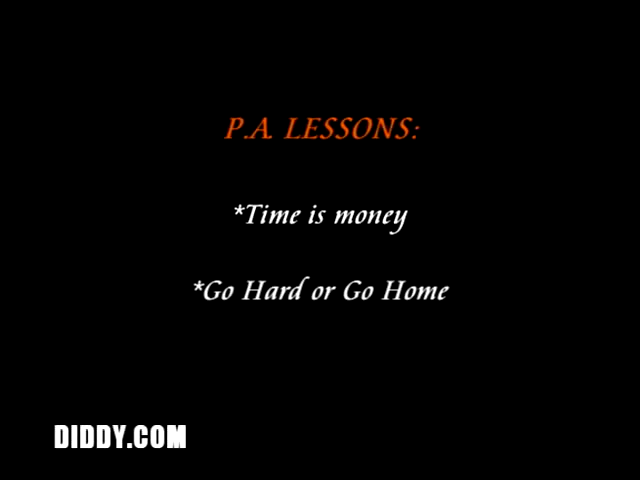 P.A. LESSONS:
*Time is money
*Go Hard or Go Home
DIDDY.COM